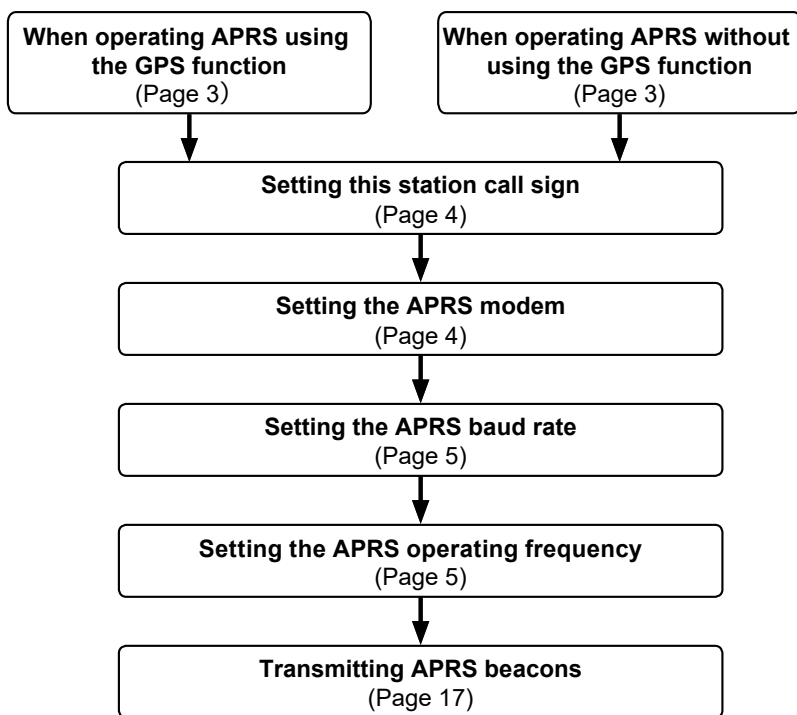 When operating APRS using
the GPS function
(Page 3）
When operating APRS without
using the GPS function
(Page 3)
Setting this station call sign
(Page 4)
Setting the APRS modem
(Page 4)
Setting the APRS baud rate
(Page 5)
Setting the APRS operating frequency
(Page 5)
Transmitting APRS beacons
(Page 17)